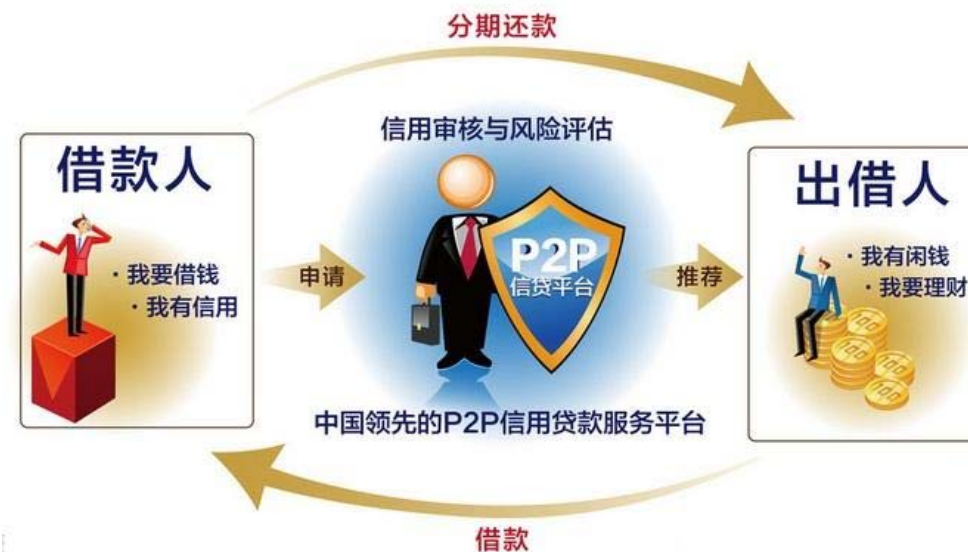 分期还款
信用审核与风险评估
借款人
· 我要借钱
· 我有信用
申请
P2P
信贷平台
推荐
出借人
· 我有闲钱
· 我要理财
中国领先的P2P信用贷款服务平台
借款